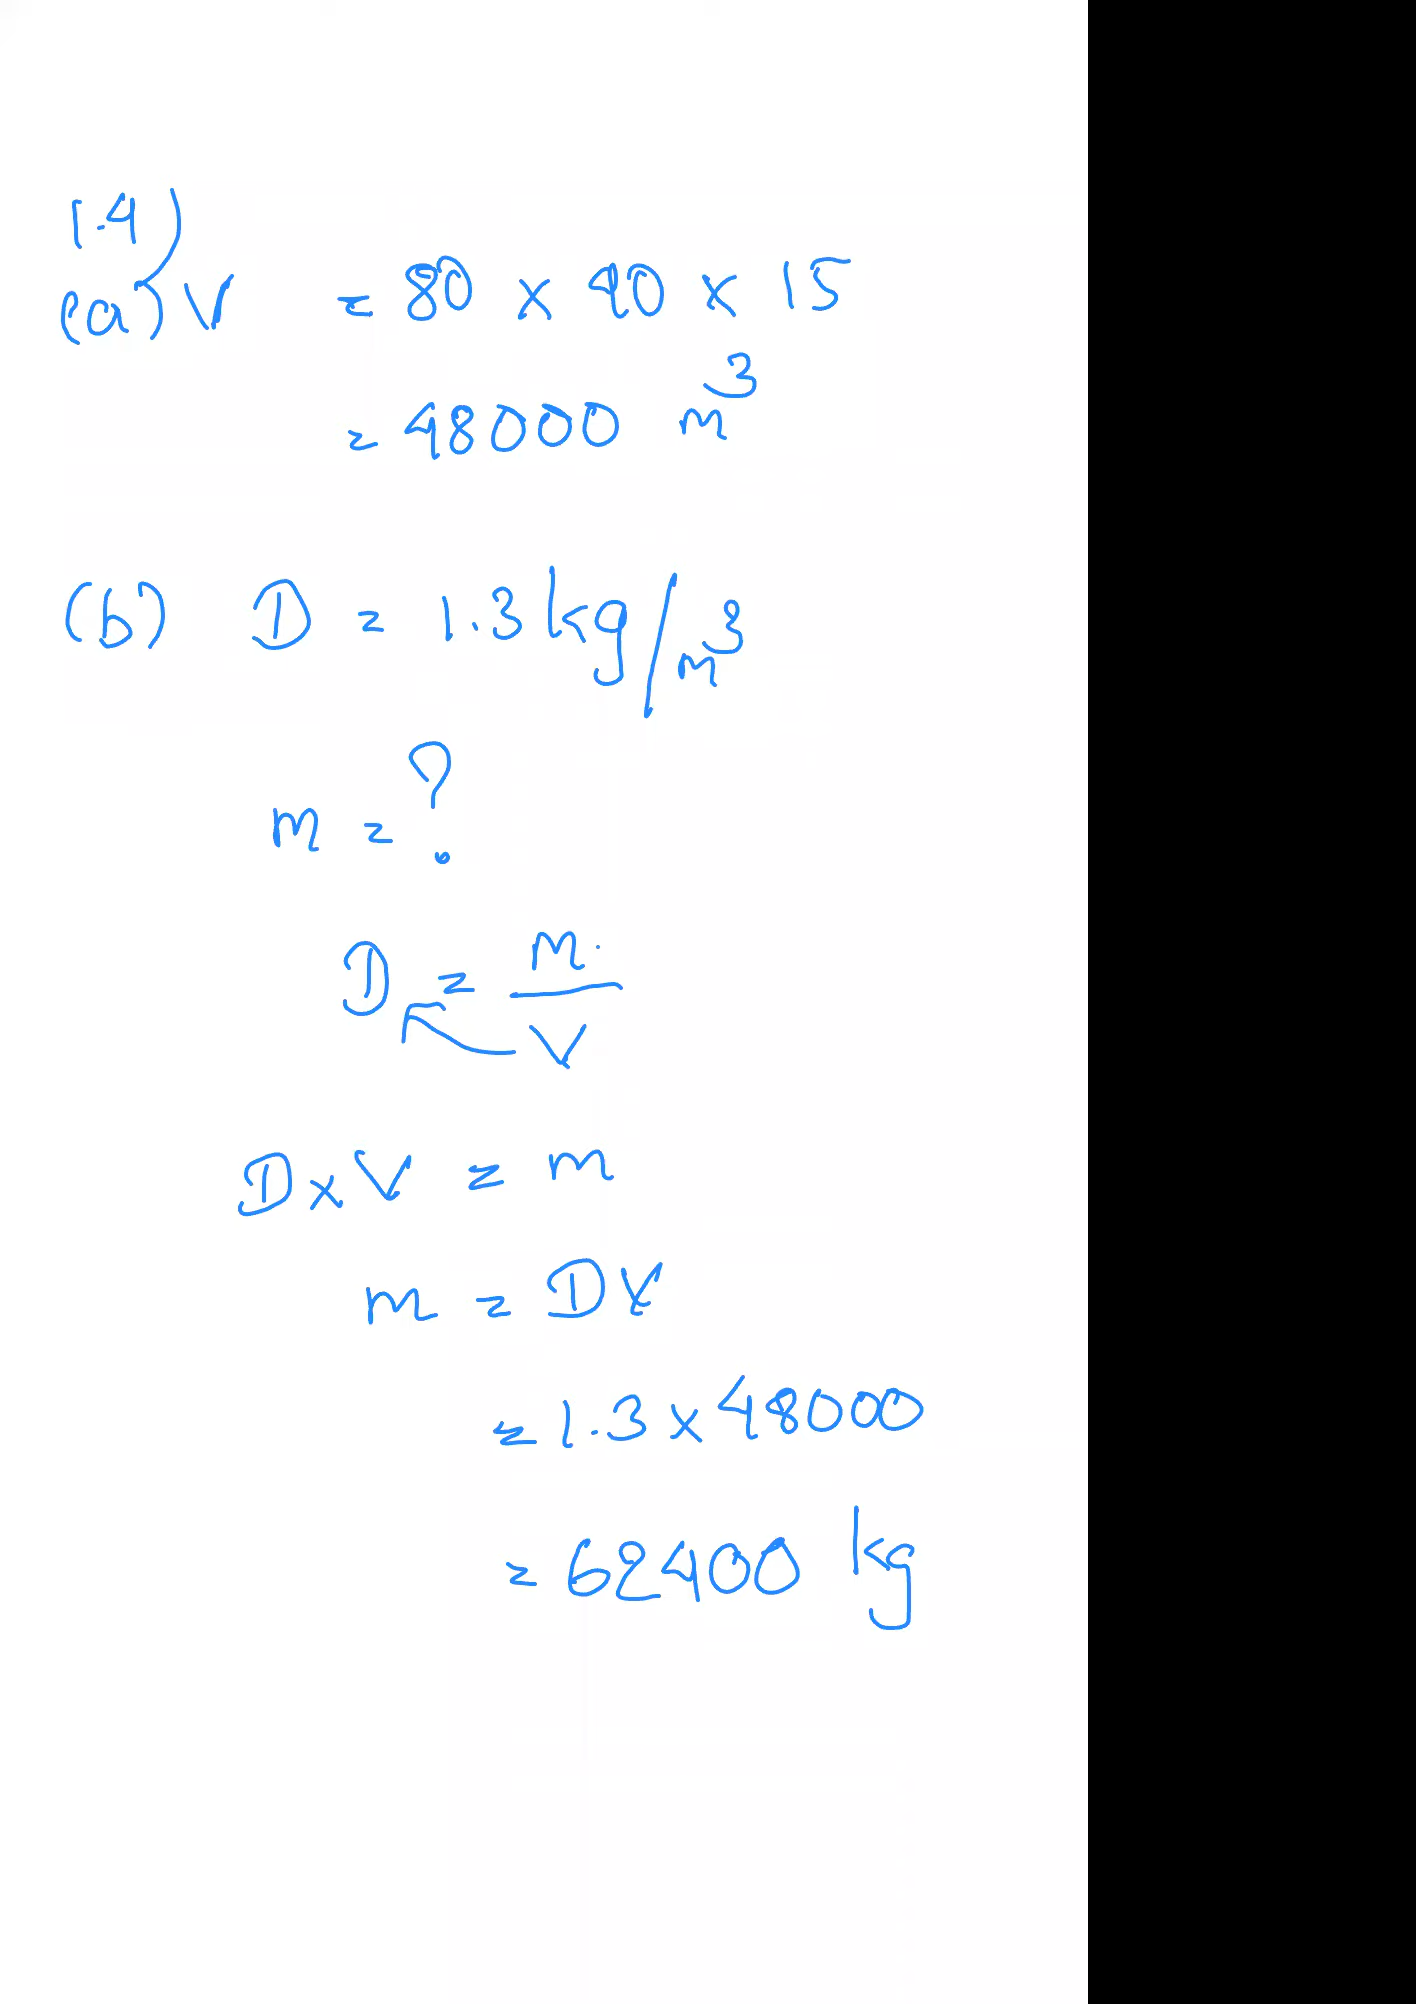 1.4)
(a) V = 80 x 40 x 15
= 48000 m³
(b) D = 1.3 kg/m³
m = ?
D = m.
V
D x V = m
m = DV
= 1.3 x 48000
= 62400 kg